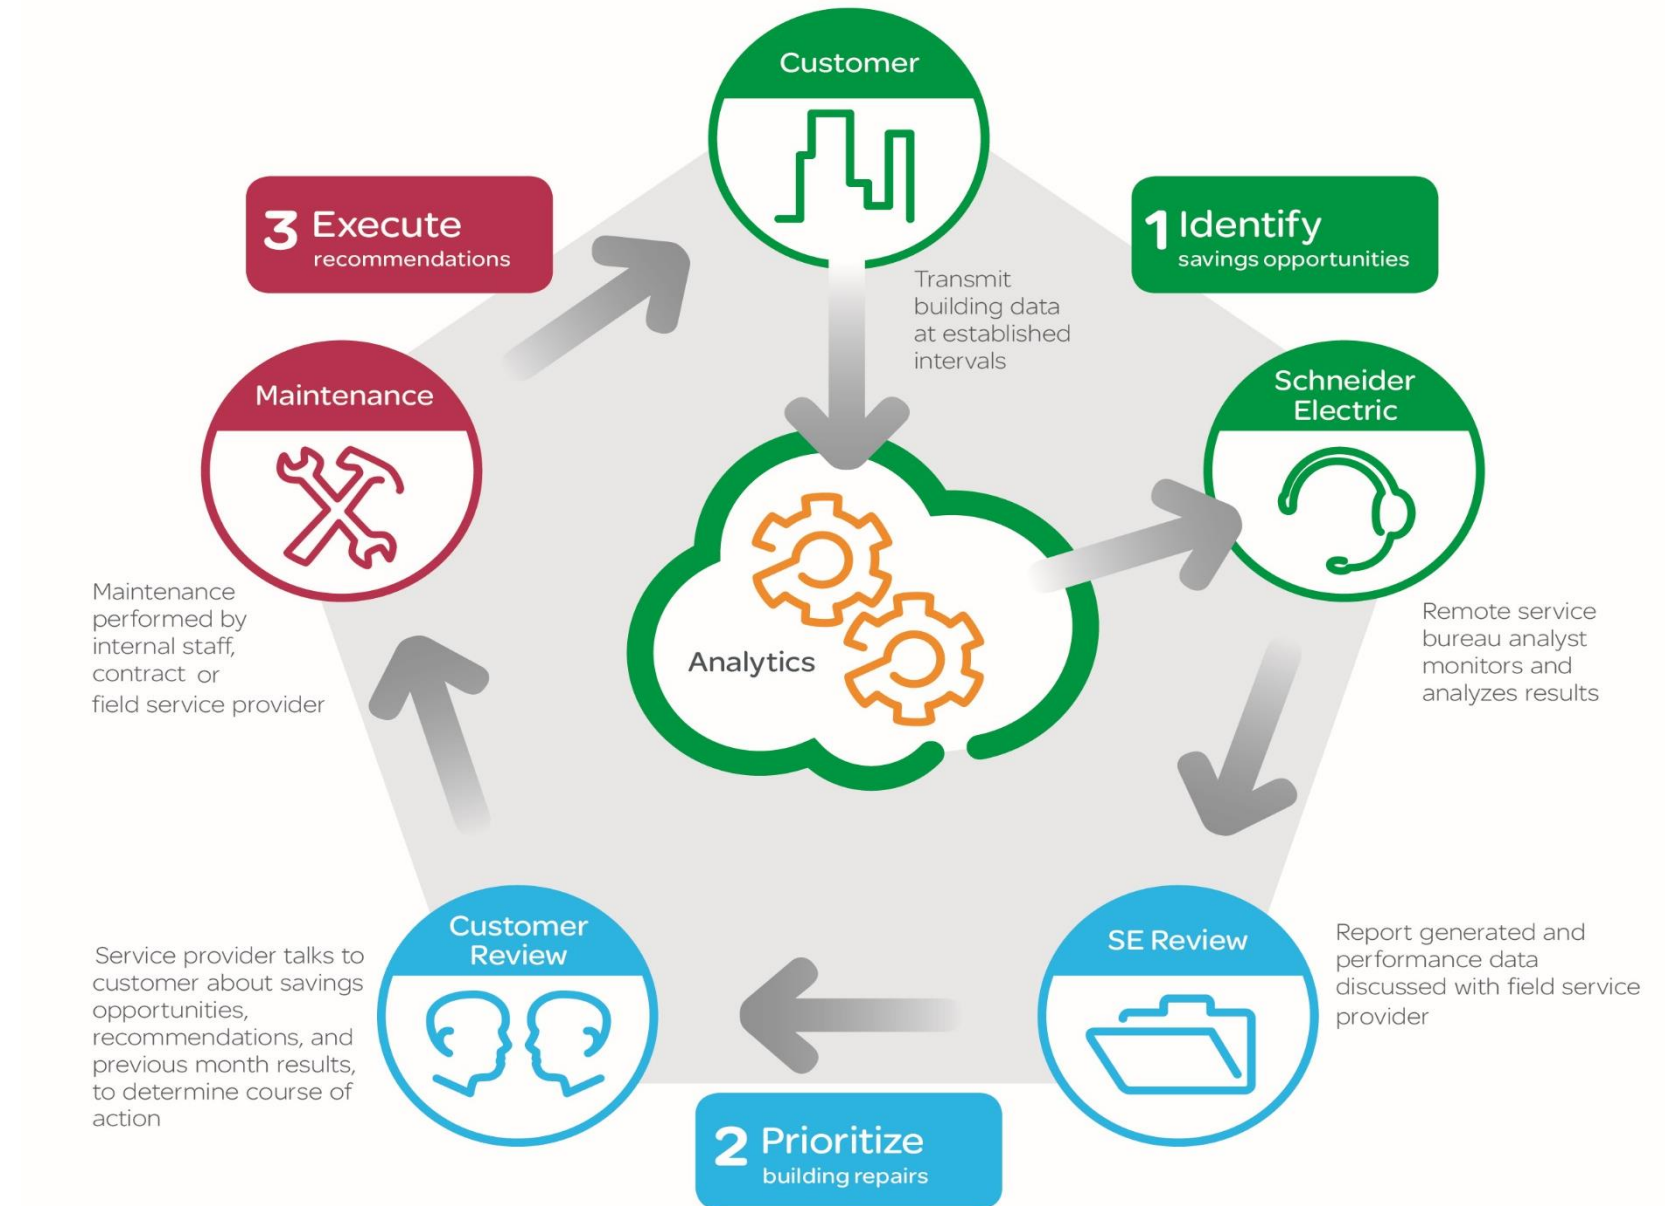 Customer
3 Execute
recommendations
1 Identify
savings opportunities
Transmit
building data
at established
intervals
Maintenance
Schneider
Electric
Analytics
Maintenance
performed by
internal staff,
contract or
field service provider
Remote service
bureau analyst
monitors and
analyzes results
Customer
Review
SE Review
Service provider talks to
customer about savings
opportunities,
recommendations, and
previous month results,
to determine course of
action
Report generated and
performance data
discussed with field service
provider
2 Prioritize
building repairs